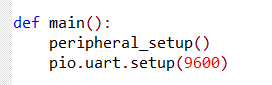 def main():
    peripheral_setup()
    pio.uart.setup(9600)